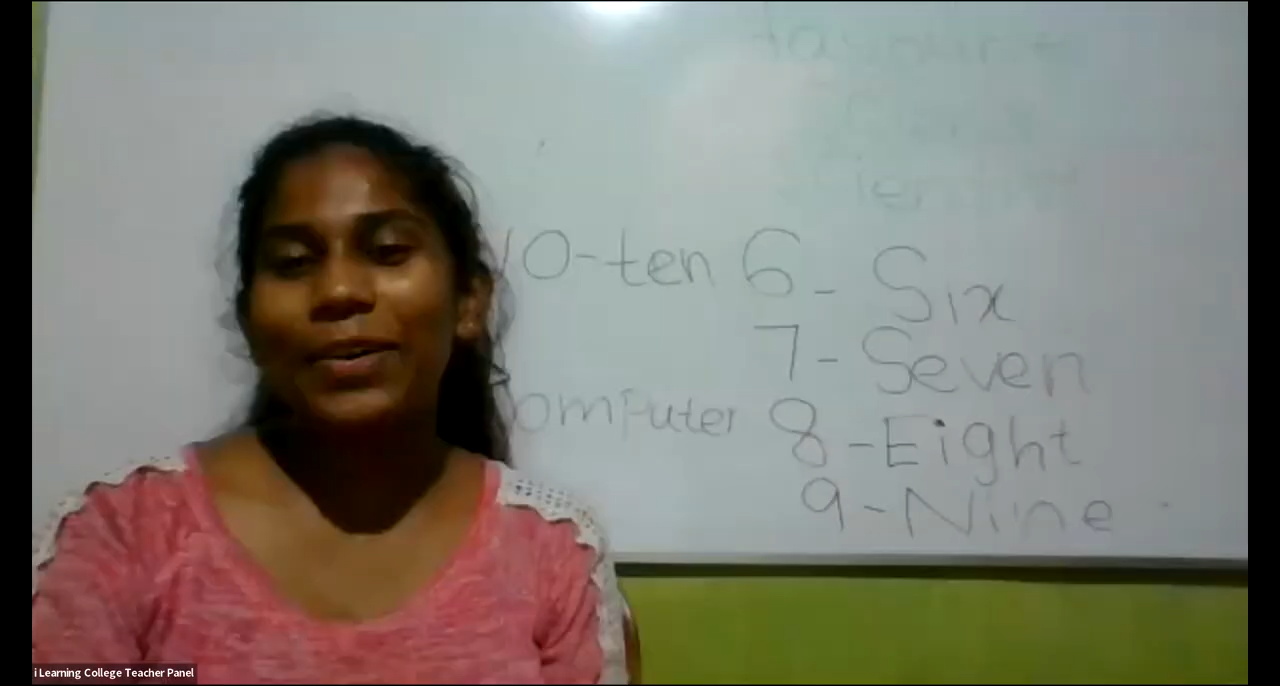 10-ten
6- Six
7- Seven
omputer
8-Eight
9-Nine
i Learning College Teacher Panel